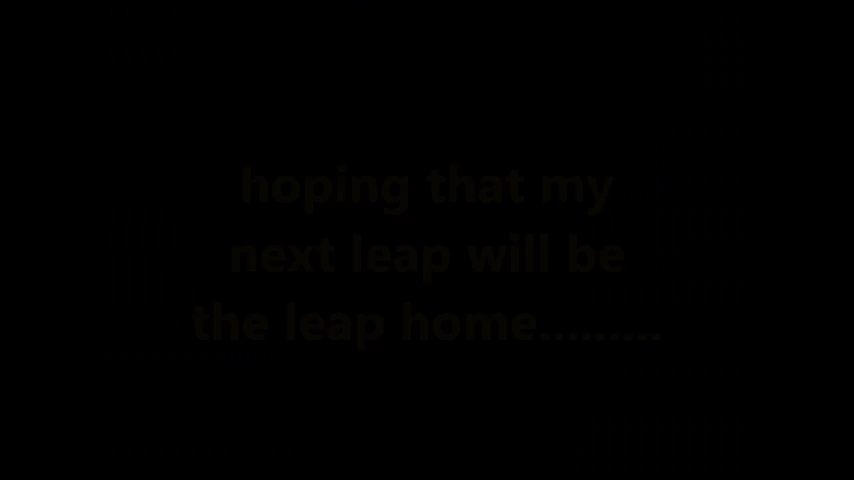 hoping that my
next leap will be
the leap home.........